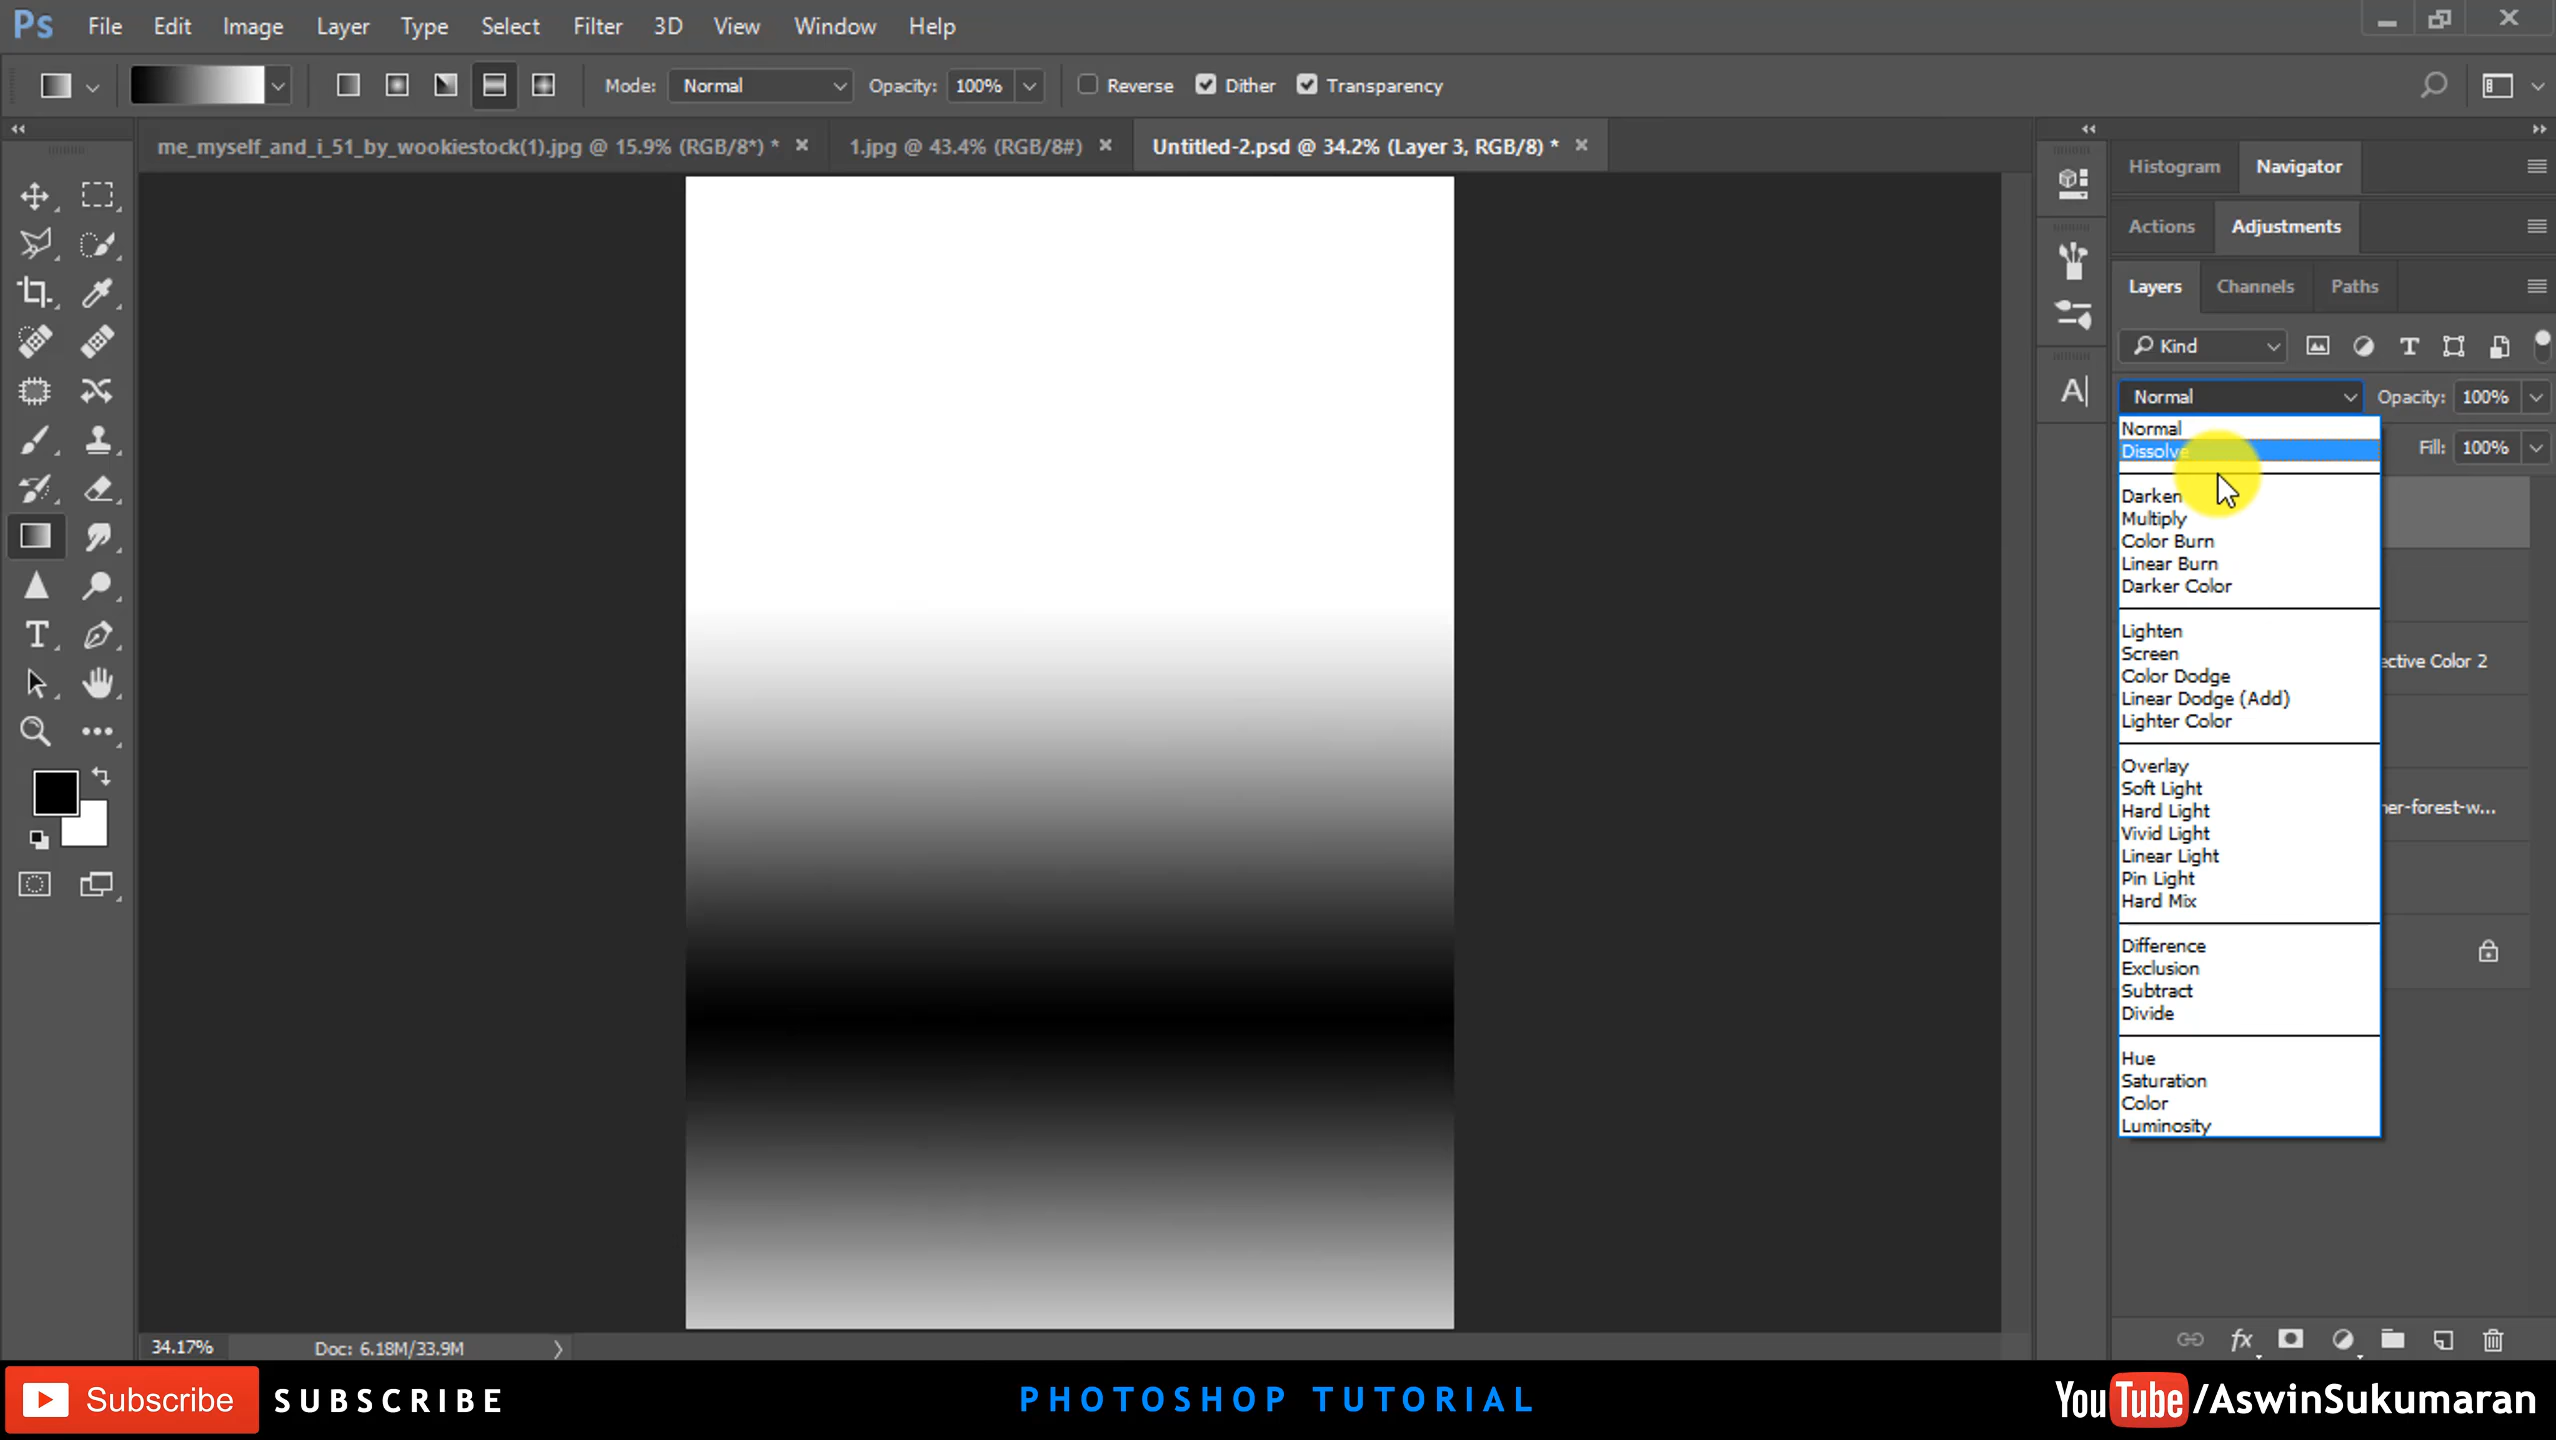 Ps File Edit Image Layer Type Select Filter 3D View Window Help
Mode: Normal Opacity: 100% Reverse Dither Transparency
me_myself_and_i_51_by_wookiestock(1).jpg @ 15.9% (RGB/8*) * 1.jpg @ 43.4% (RGB/8#) Untitled-2.psd @ 34.2% (Layer 3, RGB/8) *
Histogram Navigator
Actions Adjustments
Layers Channels Paths
Kind
Normal Opacity: 100%
Normal
Dissolve Fill: 100%
Darken
Multiply
Color Burn
Linear Burn
Darker Color
Lighten
Screen ective Color 2
Color Dodge
Linear Dodge (Add)
Lighter Color
Overlay
Soft Light
Hard Light ner-forest-w...
Vivid Light
Linear Light
Pin Light
Hard Mix
Difference
Exclusion
Subtract
Divide
Hue
Saturation
Color
Luminosity
34.17% Doc: 6.18M/33.9M
fx
Subscribe SUBSCRIBE PHOTOSHOP TUTORIAL YouTube/AswinSukumaran